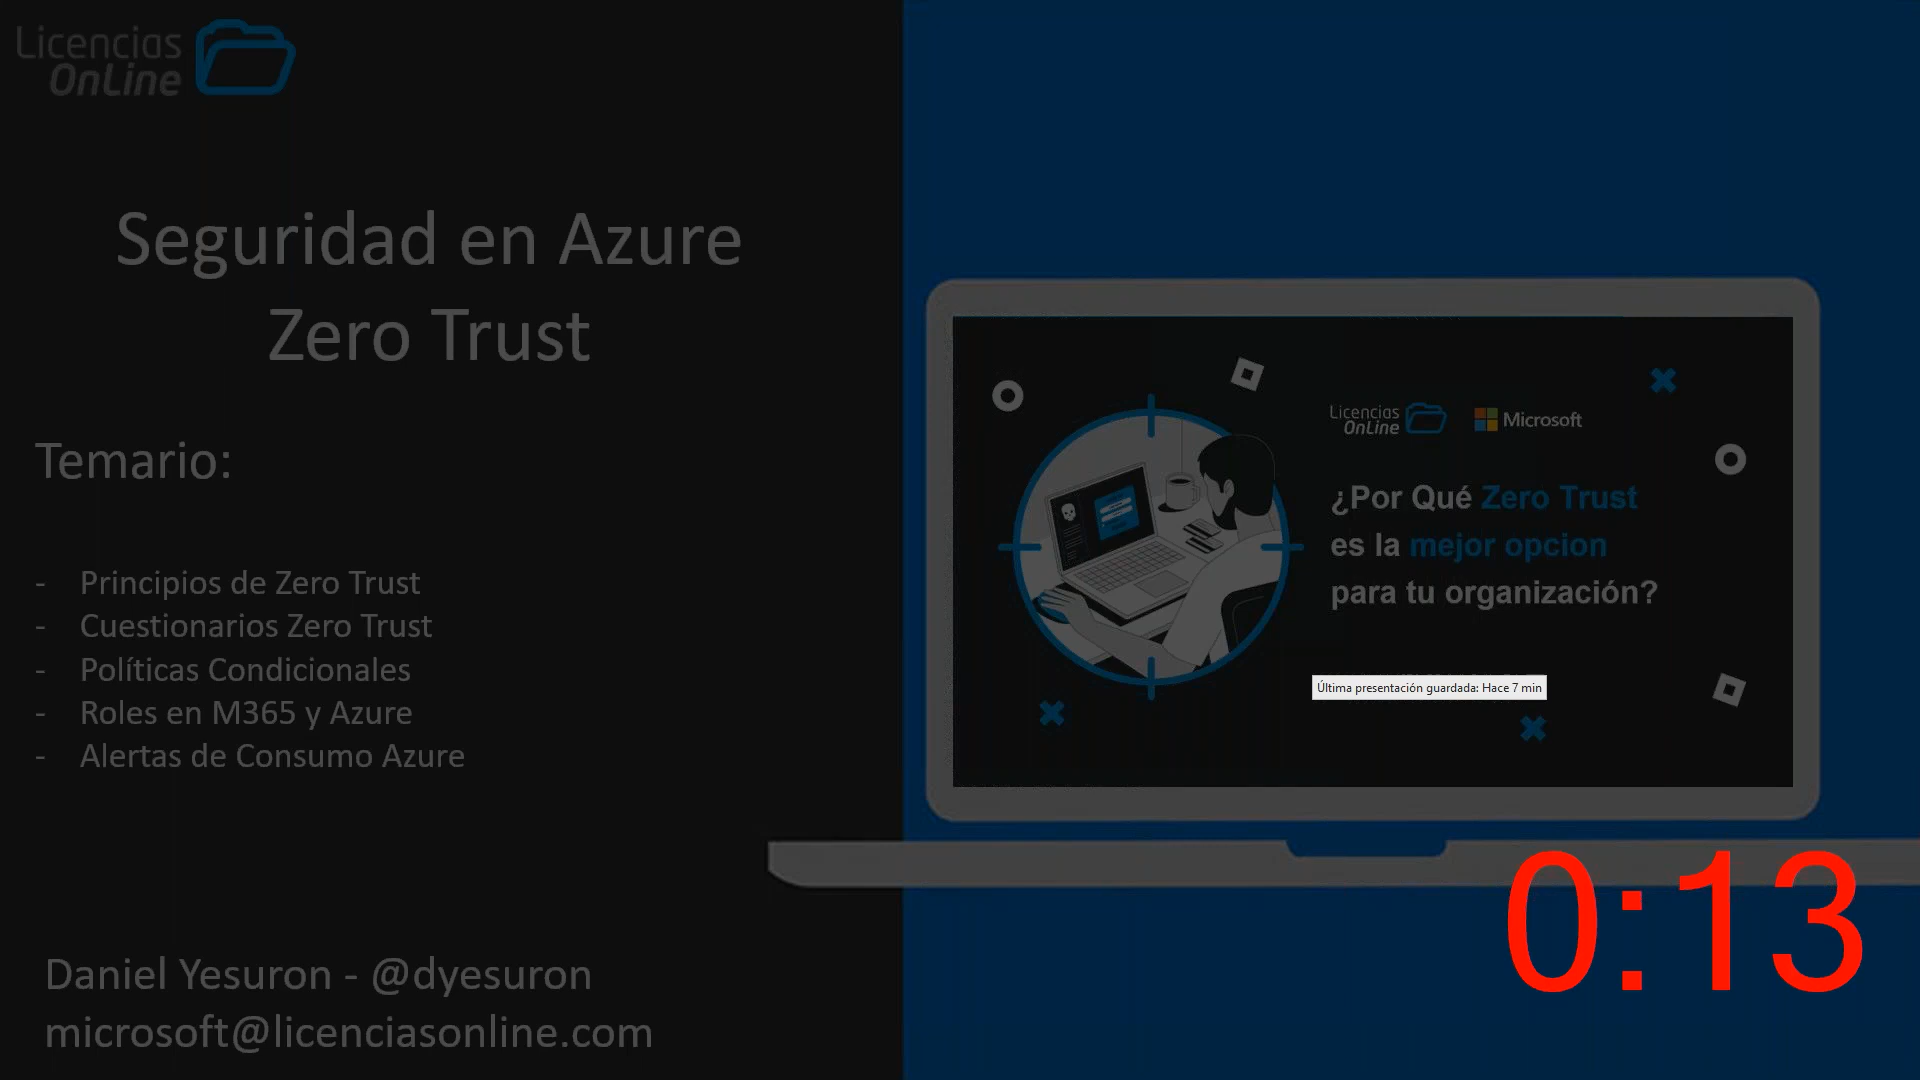 Licencias
OnLine
Seguridad en Azure
Zero Trust
Temario:
- Principios de Zero Trust
- Cuestionarios Zero Trust
- Políticas Condicionales
- Roles en M365 y Azure
- Alertas de Consumo Azure
Daniel Yesuron - @dyesuron
microsoft@licenciasonline.com
Licencias
OnLine
Microsoft
¿Por Qué Zero Trust
es la mejor opcion
para tu organización?
Última presentación guardada: Hace 7 min
0:13